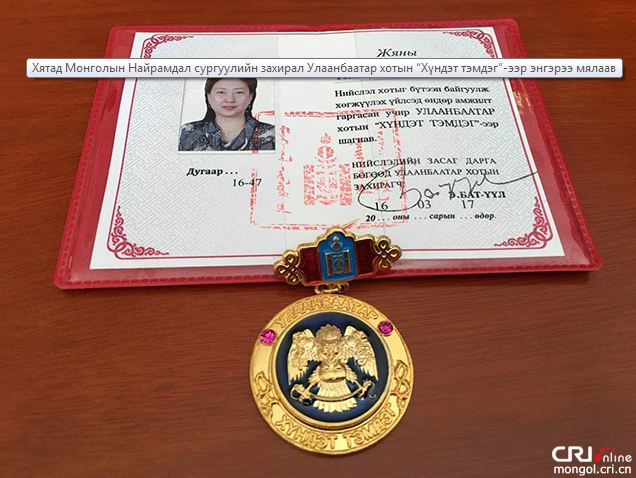 Жяны
Хятад Монголын Найрамдал сургуулийн захирал Улаанбаатар хотын “Хүндэт тэмдэг”-ээр энгэрээ мялаав
Нийслэл хотыг бүтээн байгуулж
хөгжүүлэх үйлсэд өндөр амжилт
гаргасан учир УЛААНБААТАР
хотын “ХҮНДЭТ ТЭМДЭГ”-ээр
шагнав.
Дугаар . . .
16-47
НИЙСЛЭЛИЙН ЗАСАГ ДАРГА
БӨГӨӨД УЛААНБААТАР ХОТЫН
ЗАХИРАГЧ
Э.БАТ-ҮҮЛ
16 03 17
20 . . . оны . . . сарын . . . өдөр.
УЛААНБААТАР
ХҮНДЭТ ТЭМДЭГ
CRI online
mongol.cri.cn